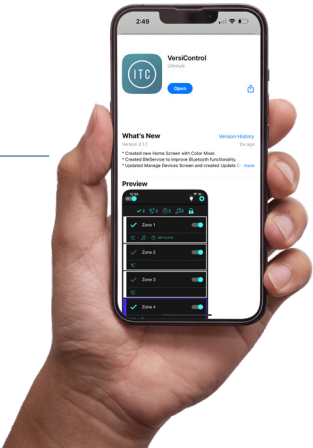 2:49
VersiControl
Lifestyle
ITC
Open
What's New
Version History
Version 2.1.1
2w ago
* Created new Home Screen with Color Mixer.
* Created BleService to improve Bluetooth functionality.
* Updated Manage Devices Screen and created Update D
more
Preview
Zone 1
Zone 2
Zone 3
Zone 4